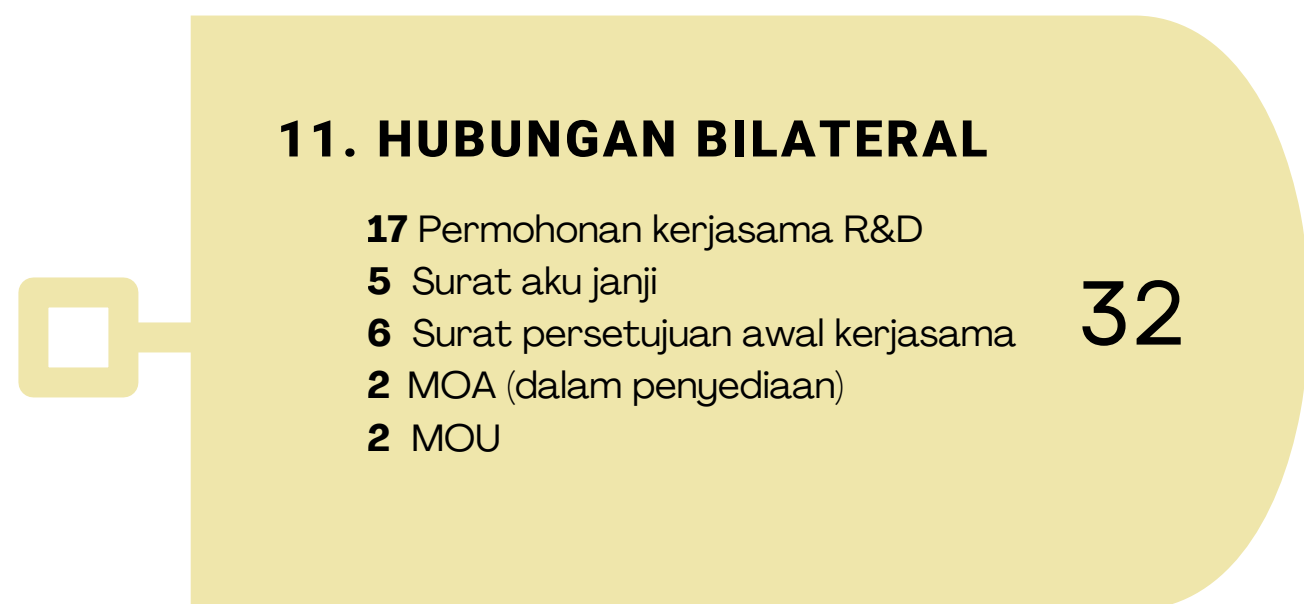 11. HUBUNGAN BILATERAL
17 Permohonan kerjasama R&D
5 Surat aku janji
6 Surat persetujuan awal kerjasama
2 MOA (dalam penyediaan)
2 MOU
32